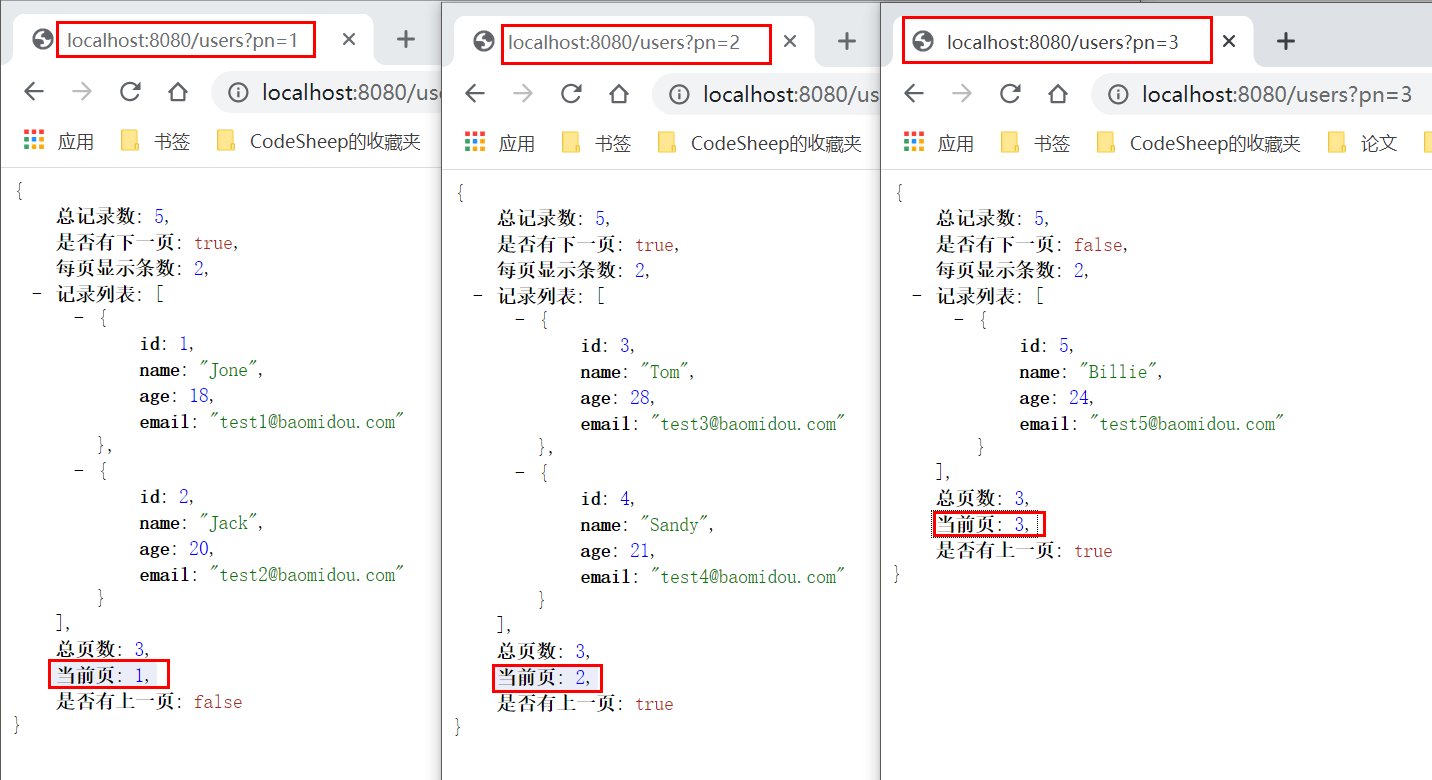 localhost:8080/users?pn=1
localhost:8080/us
应用 书签 CodeSheep的收藏夹
{
总记录数: 5,
是否有下一页: true,
每页显示条数: 2,
- 记录列表: [
- {
id: 1,
name: "Jone",
age: 18,
email: "test1@baomidou.com"
},
- {
id: 2,
name: "Jack",
age: 20,
email: "test2@baomidou.com"
}
],
总页数: 3,
当前页: 1,
是否有上一页: false
}
localhost:8080/users?pn=2
localhost:8080/us
应用 书签 CodeSheep的收藏夹
{
总记录数: 5,
是否有下一页: true,
每页显示条数: 2,
- 记录列表: [
- {
id: 3,
name: "Tom",
age: 28,
email: "test3@baomidou.com"
},
- {
id: 4,
name: "Sandy",
age: 21,
email: "test4@baomidou.com"
}
],
总页数: 3,
当前页: 2,
是否有上一页: true
}
localhost:8080/users?pn=3
localhost:8080/users?pn=3
应用 书签 CodeSheep的收藏夹 论文
{
总记录数: 5,
是否有下一页: false,
每页显示条数: 2,
- 记录列表: [
- {
id: 5,
name: "Billie",
age: 24,
email: "test5@baomidou.com"
}
],
总页数: 3,
当前页: 3,
是否有上一页: true
}